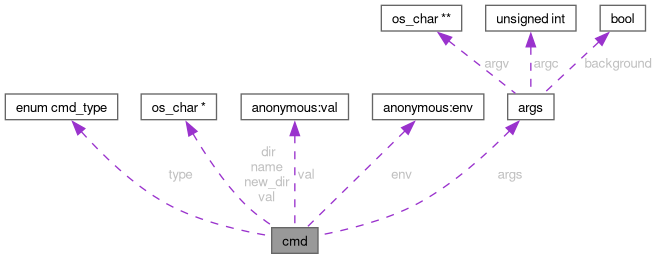 os_char **
unsigned int
bool
argv
argc
background
enum cmd_type
os_char *
anonymous:val
anonymous:env
args
type
dir
name
new_dir
val
val
env
args
cmd